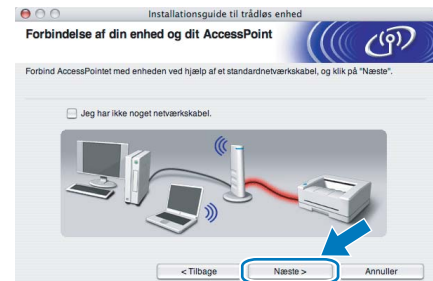 Installationsguide til trådløs enhed
Forbindelse af din enhed og dit AccessPoint
Forbind AccessPointet med enheden ved hjælp af et standardnetværkskabel, og klik på "Næste".
Jeg har ikke noget netværkskabel.
< Tilbage
Næste >
Annuller